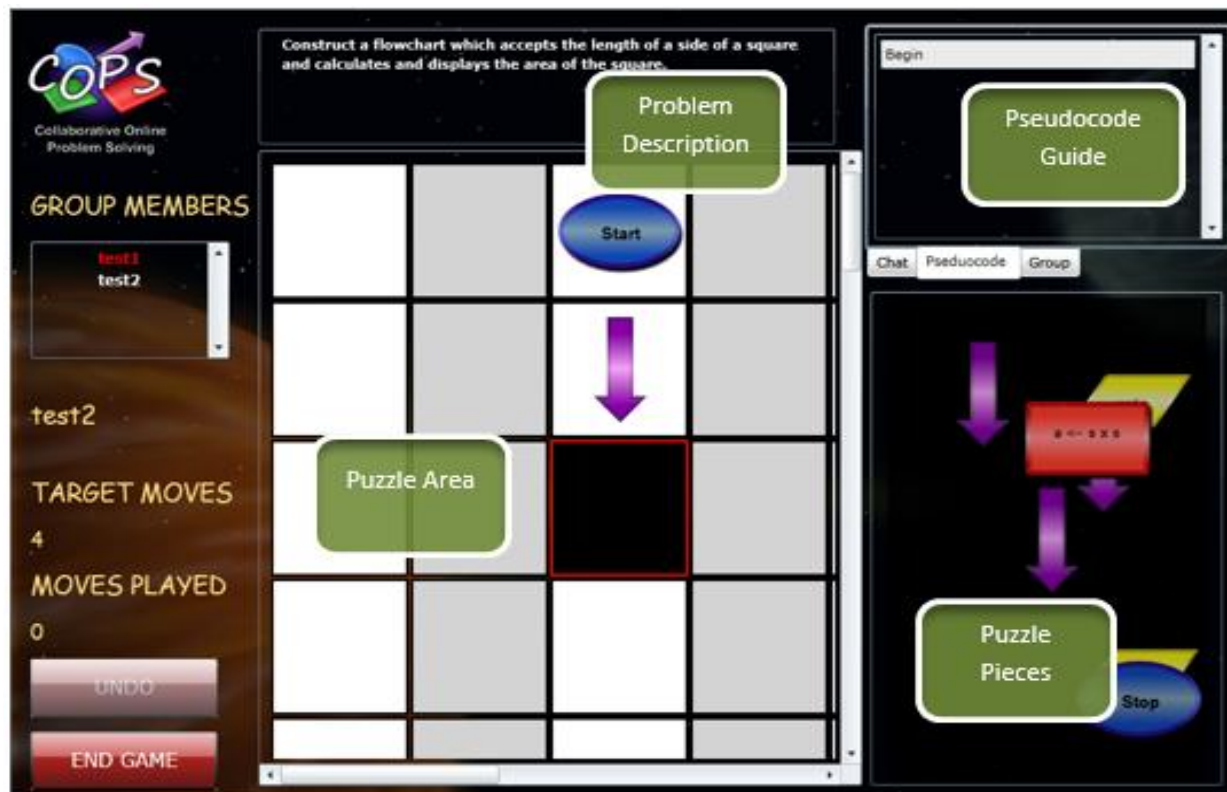 COPS
Collaborative Online
Problem Solving
Construct a flowchart which accepts the length of a side of a square
and calculates and displays the area of the square.
Problem
Description
Begin
Pseudocode
Guide
GROUP MEMBERS
test1
test2
Start
Chat
Pseduocode
Group
test2
TARGET MOVES
4
MOVES PLAYED
0
UNDO
END GAME
Puzzle Area
a <- s x s
Puzzle
Pieces
Stop